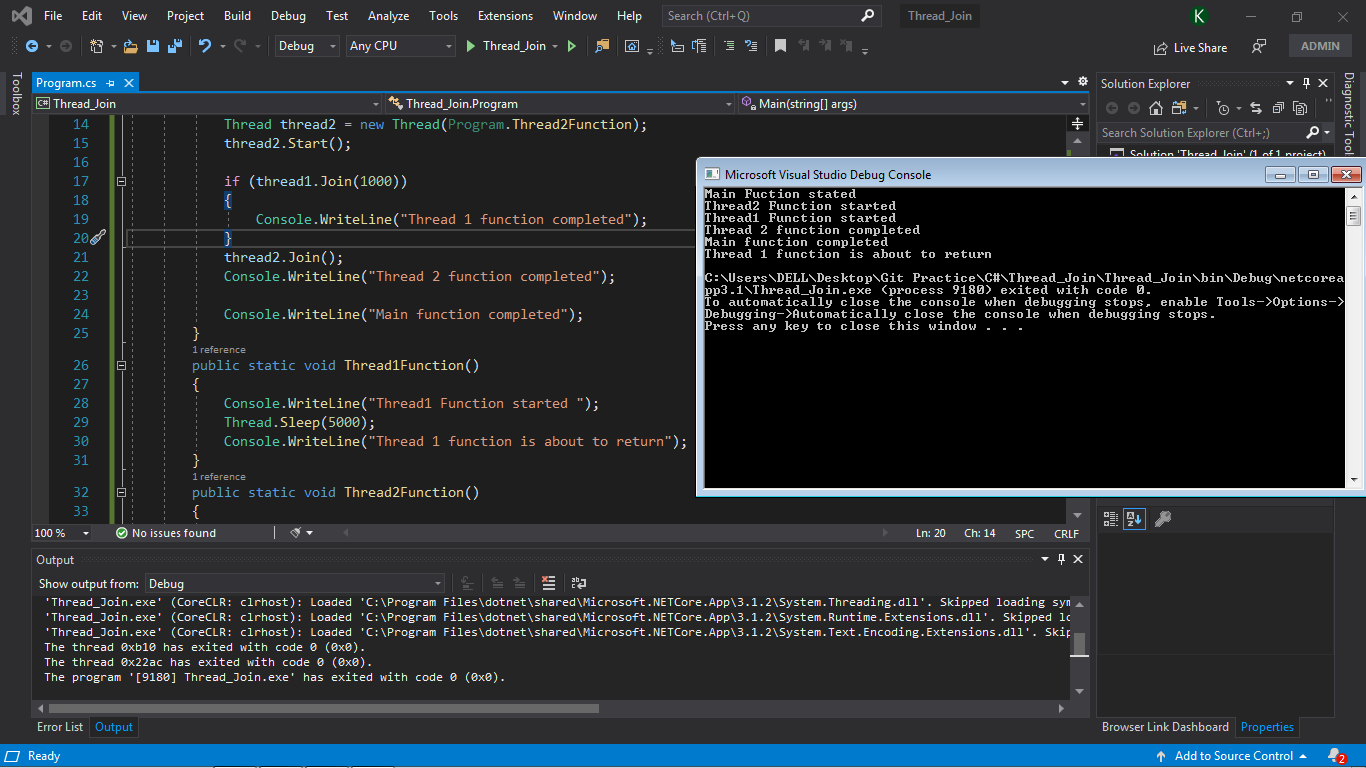 File Edit View Project Build Debug Test Analyze Tools Extensions Window Help Search (Ctrl+Q) Thread_Join K
Debug Any CPU Thread_Join Live Share ADMIN
Toolbox
Program.cs
Thread_Join Thread_Join.Program Main(string[] args)
14 Thread thread2 = new Thread(Program.Thread2Function);
15 thread2.Start();
16
17 if (thread1.Join(1000))
18 {
19 Console.WriteLine("Thread 1 function completed");
20 }
21 thread2.Join();
22 Console.WriteLine("Thread 2 function completed");
23
24 Console.WriteLine("Main function completed");
25 }
1 reference
26 public static void Thread1Function()
27 {
28 Console.WriteLine("Thread1 Function started ");
29 Thread.Sleep(5000);
30 Console.WriteLine("Thread 1 function is about to return");
31 }
1 reference
32 public static void Thread2Function()
33 {
100 % No issues found Ln: 20 Ch: 14 SPC CRLF
Solution Explorer
Search Solution Explorer (Ctrl+;)
Solution 'Thread_Join' (1 of 1 project)
Diagnostic Tool
Microsoft Visual Studio Debug Console
Main Fuction stated
Thread2 Function started
Thread1 Function started
Thread 2 function completed
Main function completed
Thread 1 function is about to return
C:\Users\DELL\Desktop\Git Practice\C#\Thread_Join\Thread_Join\bin\Debug\netcorea
pp3.1\Thread_Join.exe (process 9180) exited with code 0.
To automatically close the console when debugging stops, enable Tools->Options->
Debugging->Automatically close the console when debugging stops.
Press any key to close this window . . .
Output
Show output from: Debug
'Thread_Join.exe' (CoreCLR: clrhost): Loaded 'C:\Program Files\dotnet\shared\Microsoft.NETCore.App\3.1.2\System.Threading.dll'. Skipped loading sym
'Thread_Join.exe' (CoreCLR: clrhost): Loaded 'C:\Program Files\dotnet\shared\Microsoft.NETCore.App\3.1.2\System.Runtime.Extensions.dll'. Skipped lo
'Thread_Join.exe' (CoreCLR: clrhost): Loaded 'C:\Program Files\dotnet\shared\Microsoft.NETCore.App\3.1.2\System.Text.Encoding.Extensions.dll'. Skip
The thread 0xb10 has exited with code 0 (0x0).
The thread 0x22ac has exited with code 0 (0x0).
The program '[9180] Thread_Join.exe' has exited with code 0 (0x0).
Error List Output
Browser Link Dashboard Properties
Ready Add to Source Control 2